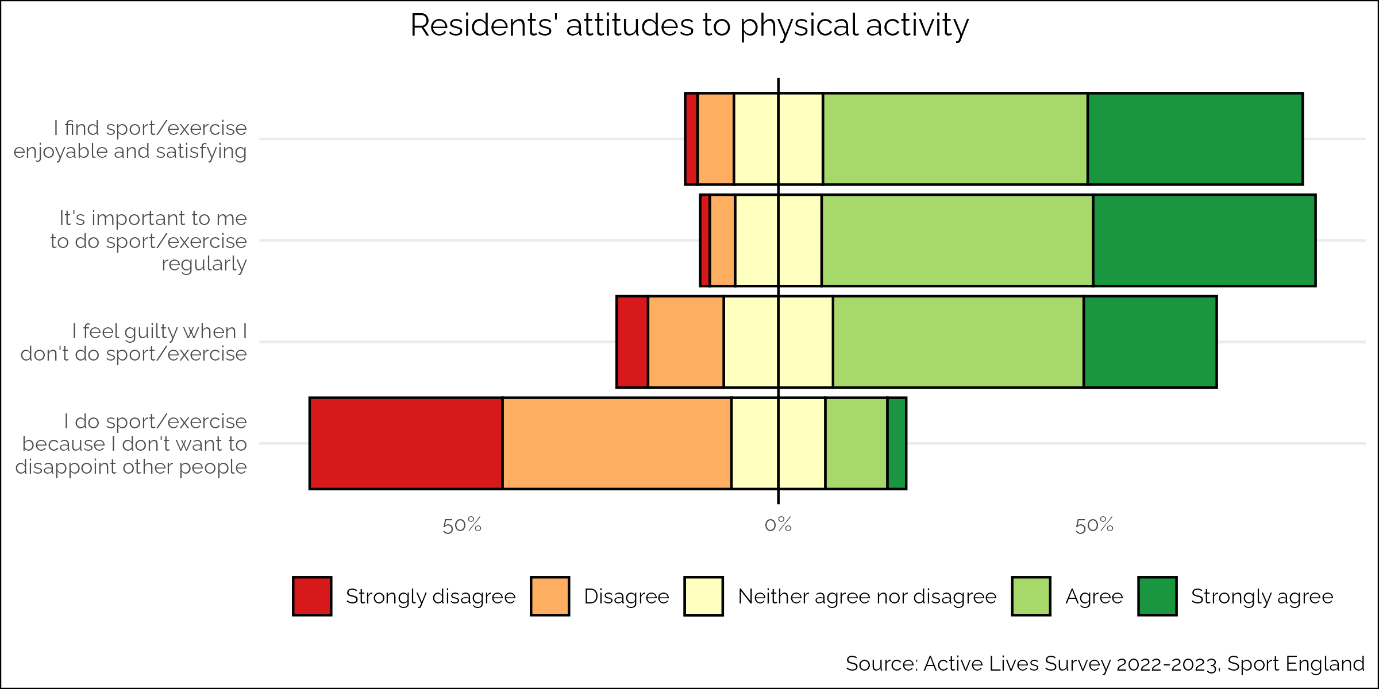 Residents' attitudes to physical activity
I find sport/exercise
enjoyable and satisfying
It's important to me
to do sport/exercise
regularly
I feel guilty when I
don't do sport/exercise
I do sport/exercise
because I don't want to
disappoint other people
50% 0% 50%
Strongly disagree Disagree Neither agree nor disagree Agree Strongly agree
Source: Active Lives Survey 2022-2023, Sport England